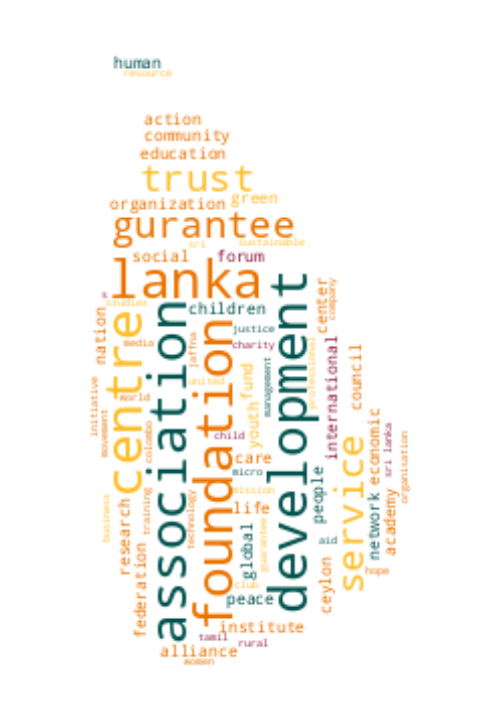 human
resource
action
community
education
trust
organization green
gurantee
sri sustainable
social forum
lanka
s
studies
children
development
center
company
association
centre
foundation
nation
media
justice
charity
jaffna
international
professional
management
council
united
fund
youth
initiative
movement
world
colombo
child
care
micro
mission
service
economic
sri lanka
organisation
people
network
academy
business
research
training
technology
life
global
guarantee
aid
hope
federation
club
peace
ceylon
institute
tamil
rural
alliance
women